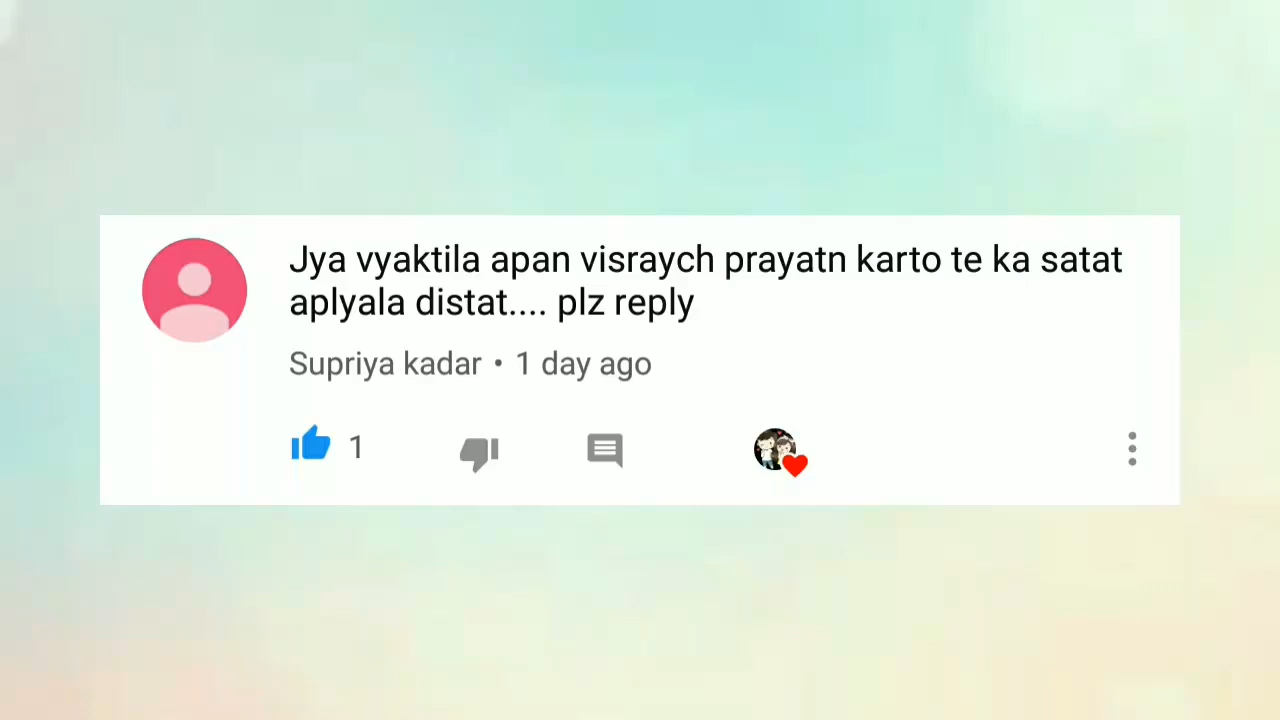 Jya vyaktila apan visraych prayatn karto te ka satat
aplyala distat.... plz reply
Supriya kadar • 1 day ago
1